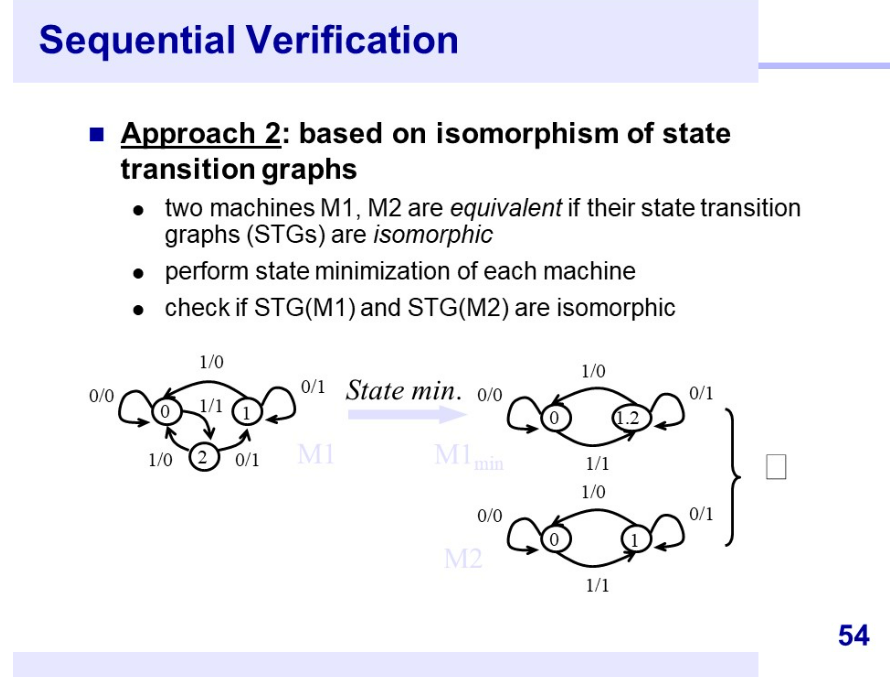 Sequential Verification
Approach 2: based on isomorphism of state
transition graphs
two machines M1, M2 are equivalent if their state transition
graphs (STGs) are isomorphic
perform state minimization of each machine
check if STG(M1) and STG(M2) are isomorphic
1/0
0/0
0/1
0
1/1
1
1/0
2
0/1
M1
State min.
1/0
0/0
0/1
0
1.2
M1min
1/1
1/0
0/0
0/1
0
1
M2
1/1
54